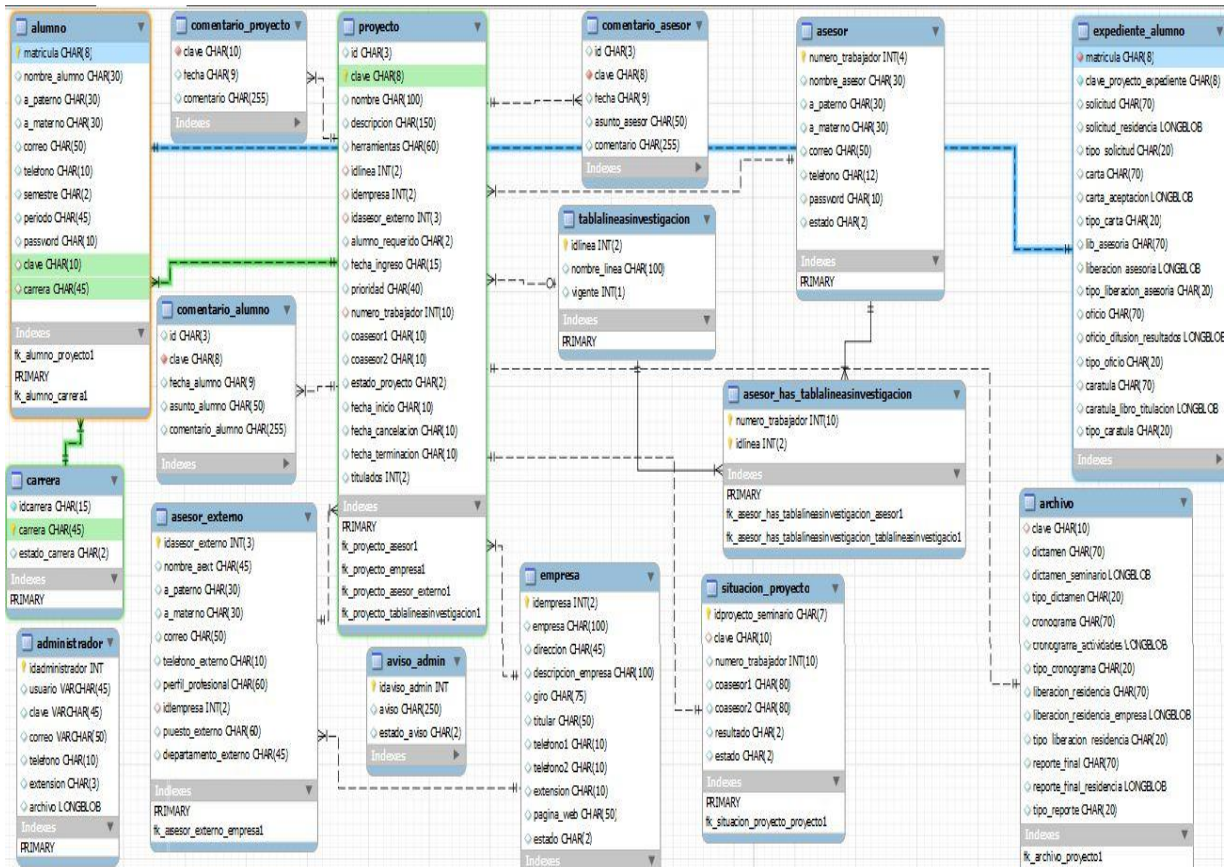 alumno
matricula CHAR(8)
nombre_alumno CHAR(30)
a_paterno CHAR(30)
a_materno CHAR(30)
correo CHAR(50)
telefono CHAR(10)
semestre CHAR(2)
periodo CHAR(45)
password CHAR(10)
clave CHAR(10)
carrera CHAR(45)
Indexes
fk_alumno_proyecto1
PRIMARY
fk_alumno_carrera1
comentario_proyecto
clave CHAR(10)
fecha CHAR(9)
comentario CHAR(255)
Indexes
proyecto
id CHAR(3)
clave CHAR(8)
nombre CHAR(100)
descripcion CHAR(150)
herramientas CHAR(60)
idlinea INT(2)
idempresa INT(2)
idasesor_externo INT(3)
alumno_requerido CHAR(2)
fecha_ingreso CHAR(15)
prioridad CHAR(40)
numero_trabajador INT(10)
coasesor1 CHAR(10)
coasesor2 CHAR(10)
estado_proyecto CHAR(2)
fecha_inicio CHAR(10)
fecha_cancelacion CHAR(10)
fecha_terminacion CHAR(10)
titulados INT(2)
Indexes
PRIMARY
fk_proyecto_asesor1
fk_proyecto_empresa1
fk_proyecto_asesor_externo1
fk_proyecto_tablalineasinvestigacion1
comentario_asesor
id CHAR(3)
clave CHAR(8)
fecha CHAR(9)
asunto_asesor CHAR(50)
comentario CHAR(255)
Indexes
asesor
numero_trabajador INT(4)
nombre_asesor CHAR(30)
a_paterno CHAR(30)
a_materno CHAR(30)
correo CHAR(50)
telefono CHAR(12)
password CHAR(10)
estado CHAR(2)
Indexes
PRIMARY
expediente_alumno
matricula CHAR(8)
clave_proyecto_expediente CHAR(8)
solicitud CHAR(70)
solicitud_residencia LONGBLOB
tipo_solicitud CHAR(20)
carta CHAR(70)
carta_aceptacion LONGBLOB
tipo_carta CHAR(20)
lib_asesoria CHAR(70)
liberacion_asesoria LONGBLOB
tipo_liberacion_asesoria CHAR(20)
oficio CHAR(70)
oficio_difusion_resultados LONGBLOB
tipo_oficio CHAR(20)
caratula CHAR(70)
caratula_libro_titulacion LONGBLOB
tipo_caratula CHAR(20)
Indexes
tablalineasinvestigacion
idlinea INT(2)
nombre_linea CHAR(100)
vigente INT(1)
Indexes
PRIMARY
comentario_alumno
id CHAR(3)
clave CHAR(8)
fecha_alumno CHAR(9)
asunto_alumno CHAR(50)
comentario_alumno CHAR(255)
Indexes
asesor_has_tablalineasinvestigacion
numero_trabajador INT(10)
idlinea INT(2)
Indexes
PRIMARY
fk_asesor_has_tablalineasinvestigacion_asesor1
fk_asesor_has_tablalineasinvestigacion_tablalineasinvestigacio1
carrera
idcarrera CHAR(15)
carrera CHAR(45)
estado_carrera CHAR(2)
Indexes
PRIMARY
asesor_externo
idasesor_externo INT(3)
nombre_aext CHAR(45)
a_paterno CHAR(30)
a_materno CHAR(30)
correo CHAR(50)
telefono_externo CHAR(10)
perfil_profesional CHAR(60)
idempresa INT(2)
puesto_externo CHAR(60)
departamento_externo CHAR(45)
Indexes
PRIMARY
fk_asesor_externo_empresa1
administrador
idadministrador INT
usuario VARCHAR(45)
clave VARCHAR(45)
correo VARCHAR(50)
telefono CHAR(10)
extension CHAR(3)
archivo LONGBLOB
Indexes
PRIMARY
aviso_admin
idaviso_admin INT
aviso CHAR(250)
estado_aviso CHAR(2)
Indexes
empresa
idempresa INT(2)
empresa CHAR(100)
direccion CHAR(45)
descripcion_empresa CHAR(100)
giro CHAR(75)
titular CHAR(50)
telefono1 CHAR(10)
telefono2 CHAR(10)
extension CHAR(10)
pagina_web CHAR(50)
estado CHAR(2)
Indexes
situacion_proyecto
idproyecto_seminario CHAR(7)
clave CHAR(10)
numero_trabajador INT(10)
coasesor1 CHAR(80)
coasesor2 CHAR(80)
resultado CHAR(2)
estado CHAR(2)
Indexes
PRIMARY
fk_situacion_proyecto_proyecto1
archivo
clave CHAR(10)
dictamen CHAR(70)
dictamen_seminario LONGBLOB
tipo_dictamen CHAR(20)
cronograma CHAR(70)
cronograma_actividades LONGBLOB
tipo_cronograma CHAR(20)
liberacion_residencia CHAR(70)
liberacion_residencia_empresa LONGBLOB
tipo_liberacion_residencia CHAR(20)
reporte_final CHAR(70)
reporte_final_residencia LONGBLOB
tipo_reporte CHAR(20)
Indexes
fk_archivo_proyecto1